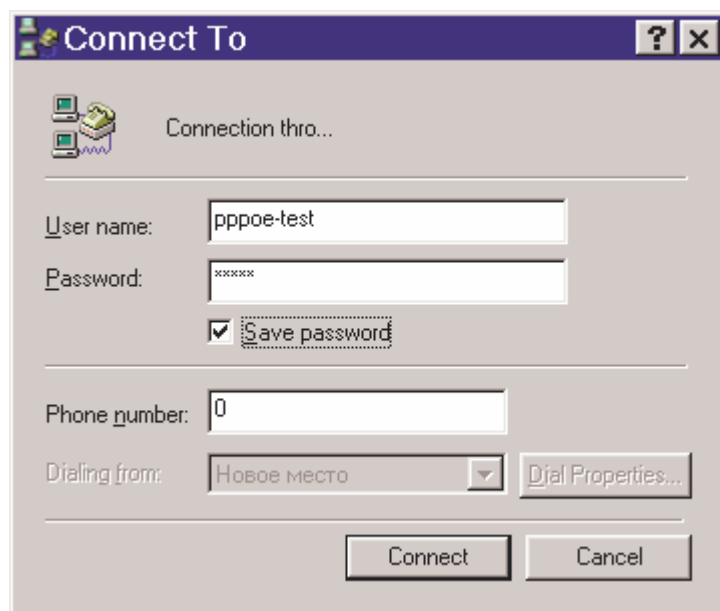 Connect To
Connection thro...
User name: pppoe-test
Password: xxxxx
Save password
Phone number: 0
Dialing from: Новое место Dial Properties...
Connect Cancel